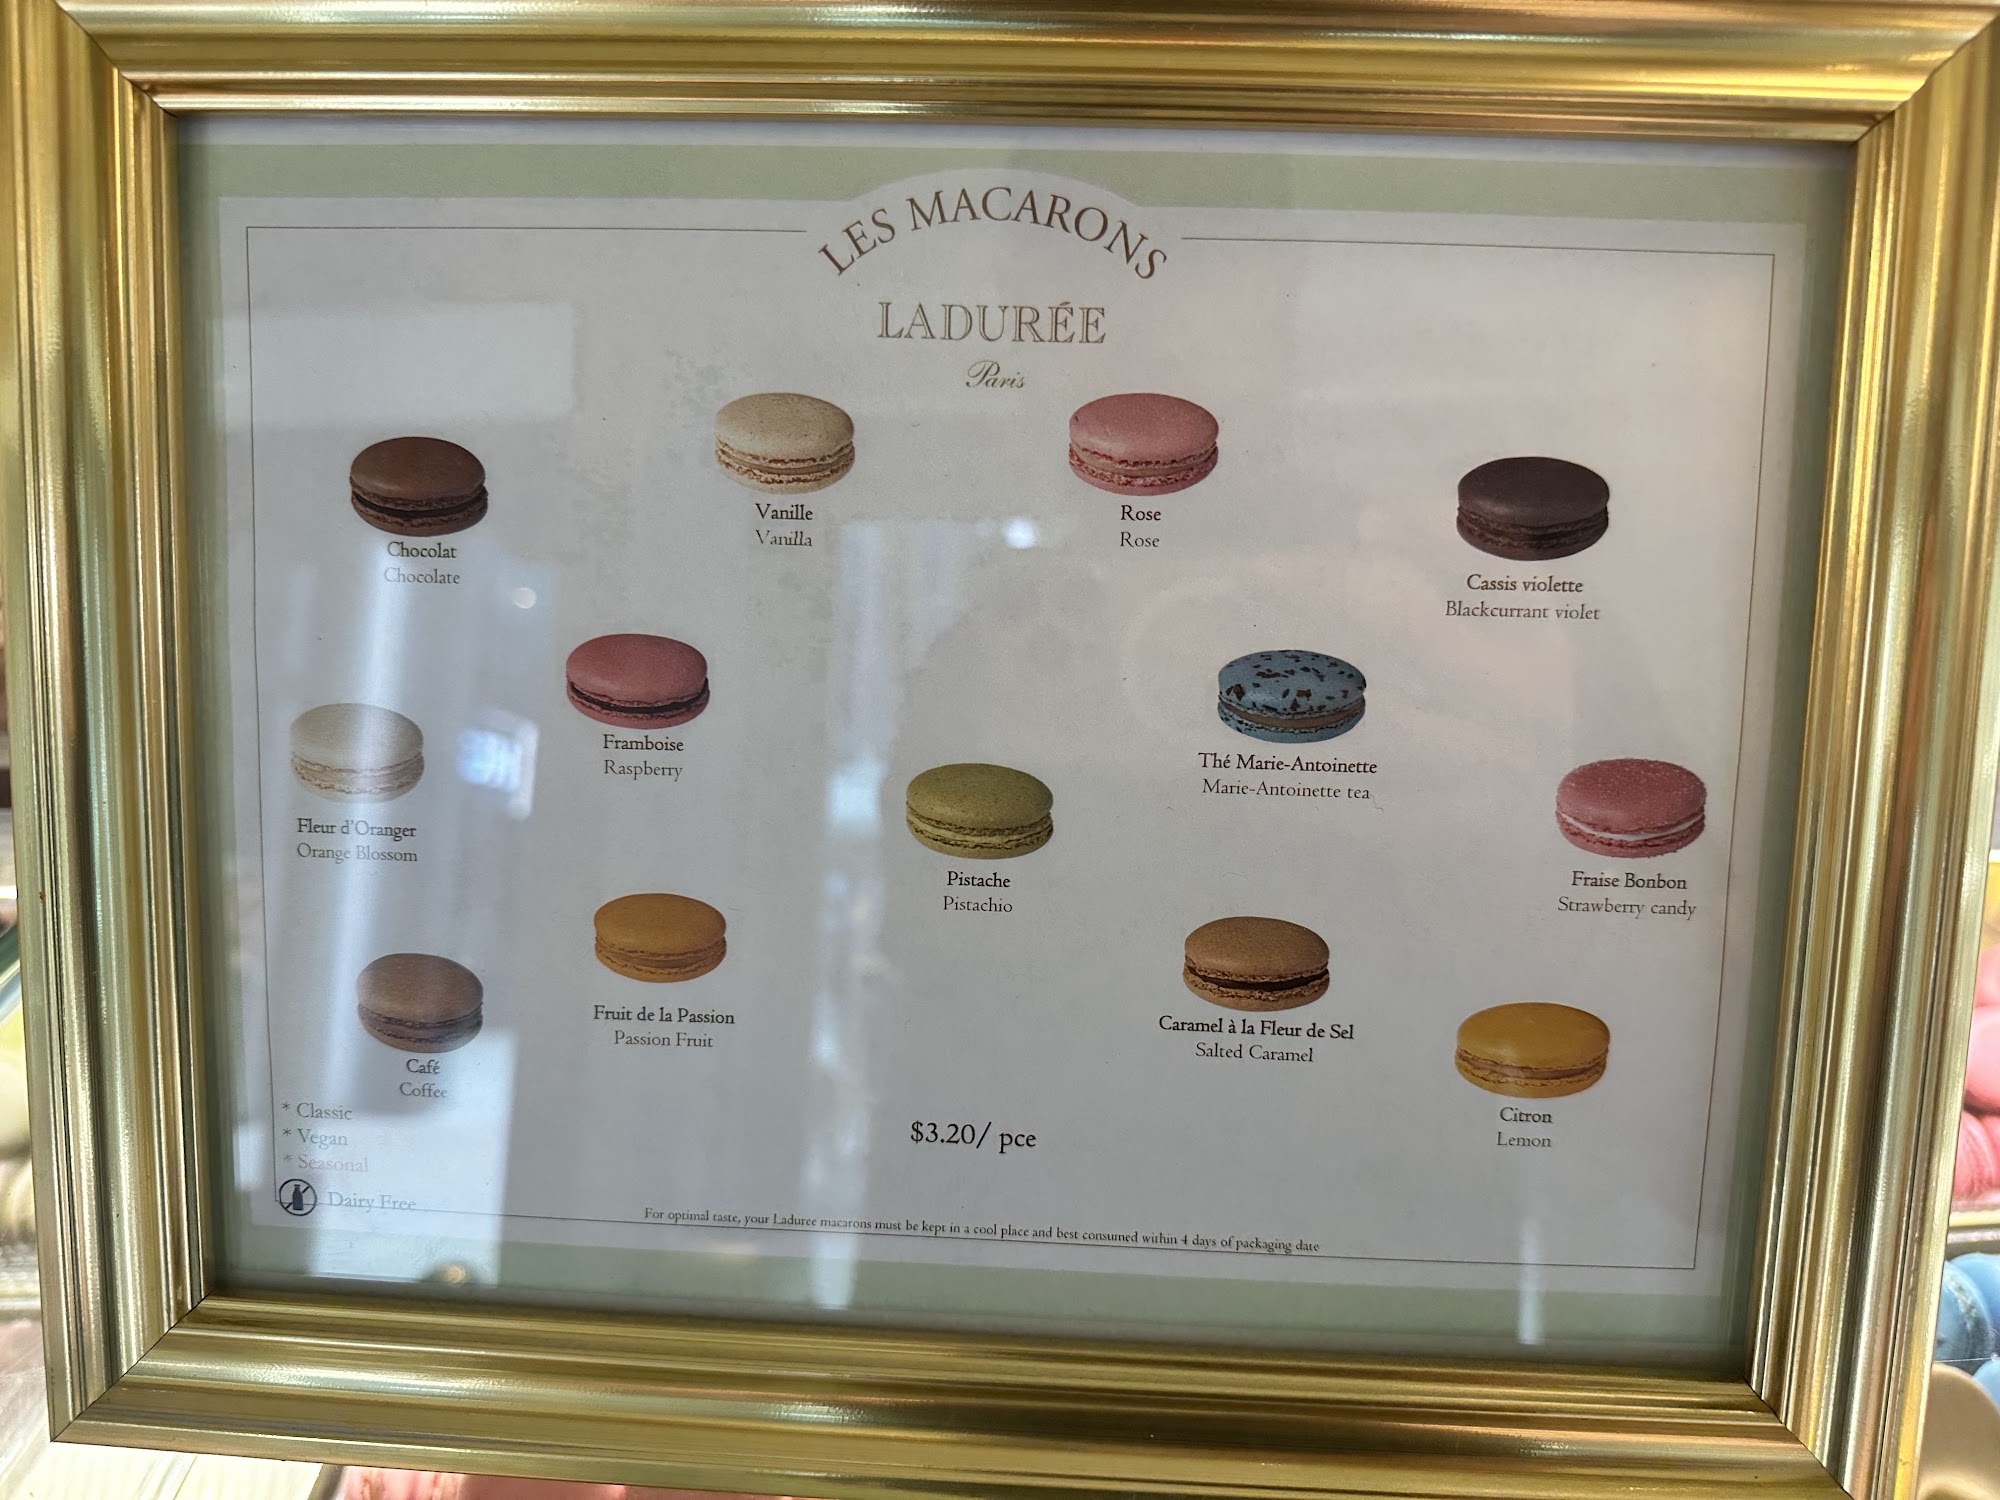 LES MACARONS
LADURÉE
Paris
Vanille
Vanilla
Rose
Rose
Chocolat
Chocolate
Cassis violette
Blackcurrant violet
Framboise
Raspberry
Thé Marie-Antoinette
Marie-Antoinette tea
Fleur d'Oranger
Orange Blossom
Pistache
Pistachio
Fraise Bonbon
Strawberry candy
Fruit de la Passion
Passion Fruit
Caramel à la Fleur de Sel
Salted Caramel
Café
Coffee
Citron
Lemon
* Classic
* Vegan
* Seasonal
Dairy Free
$3.20/ pce
For optimal taste, your Laduree macarons must be kept in a cool place and best consumed within 4 days of packaging date